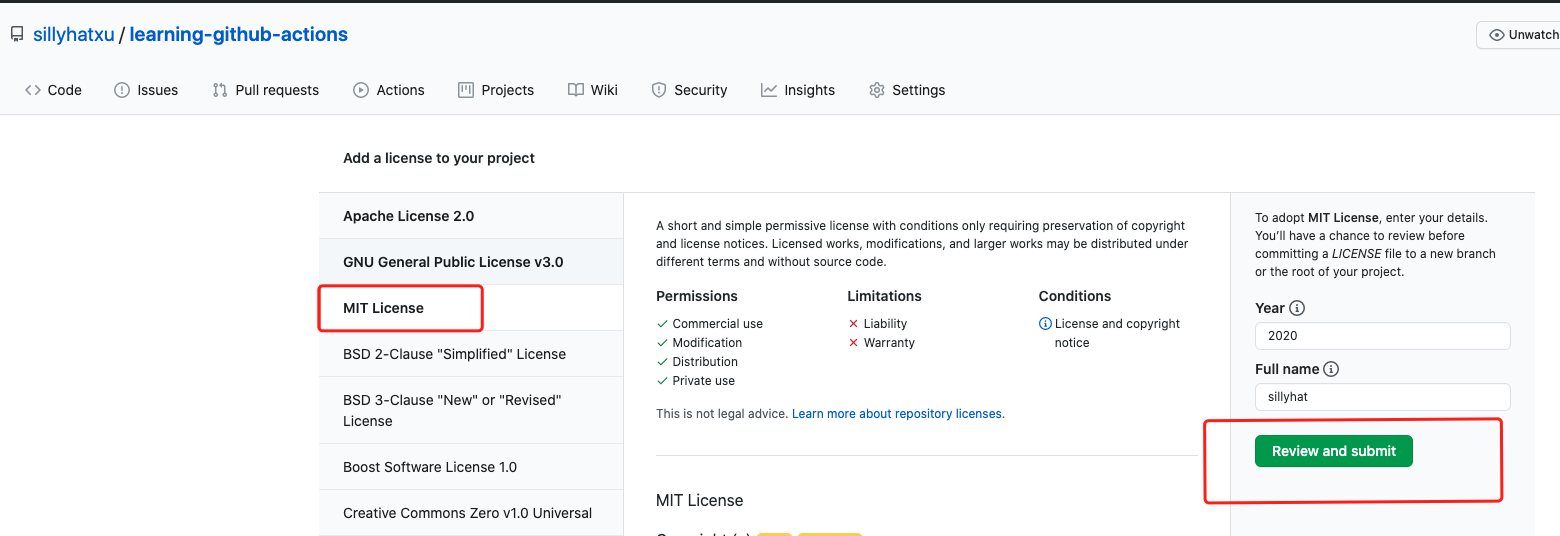 sillyhatxu / learning-github-actions
Unwatch
Code Issues Pull requests Actions Projects Wiki Security Insights Settings
Add a license to your project
Apache License 2.0
GNU General Public License v3.0
MIT License
BSD 2-Clause "Simplified" License
BSD 3-Clause "New" or "Revised"
License
Boost Software License 1.0
Creative Commons Zero v1.0 Universal
A short and simple permissive license with conditions only requiring preservation of copyright
and license notices. Licensed works, modifications, and larger works may be distributed under
different terms and without source code.
Permissions
Commercial use
Modification
Distribution
Private use
Limitations
Liability
Warranty
Conditions
License and copyright
notice
This is not legal advice. Learn more about repository licenses.
MIT License
To adopt MIT License, enter your details.
You’ll have a chance to review before
committing a LICENSE file to a new branch
or the root of your project.
Year
2020
Full name
sillyhat
Review and submit